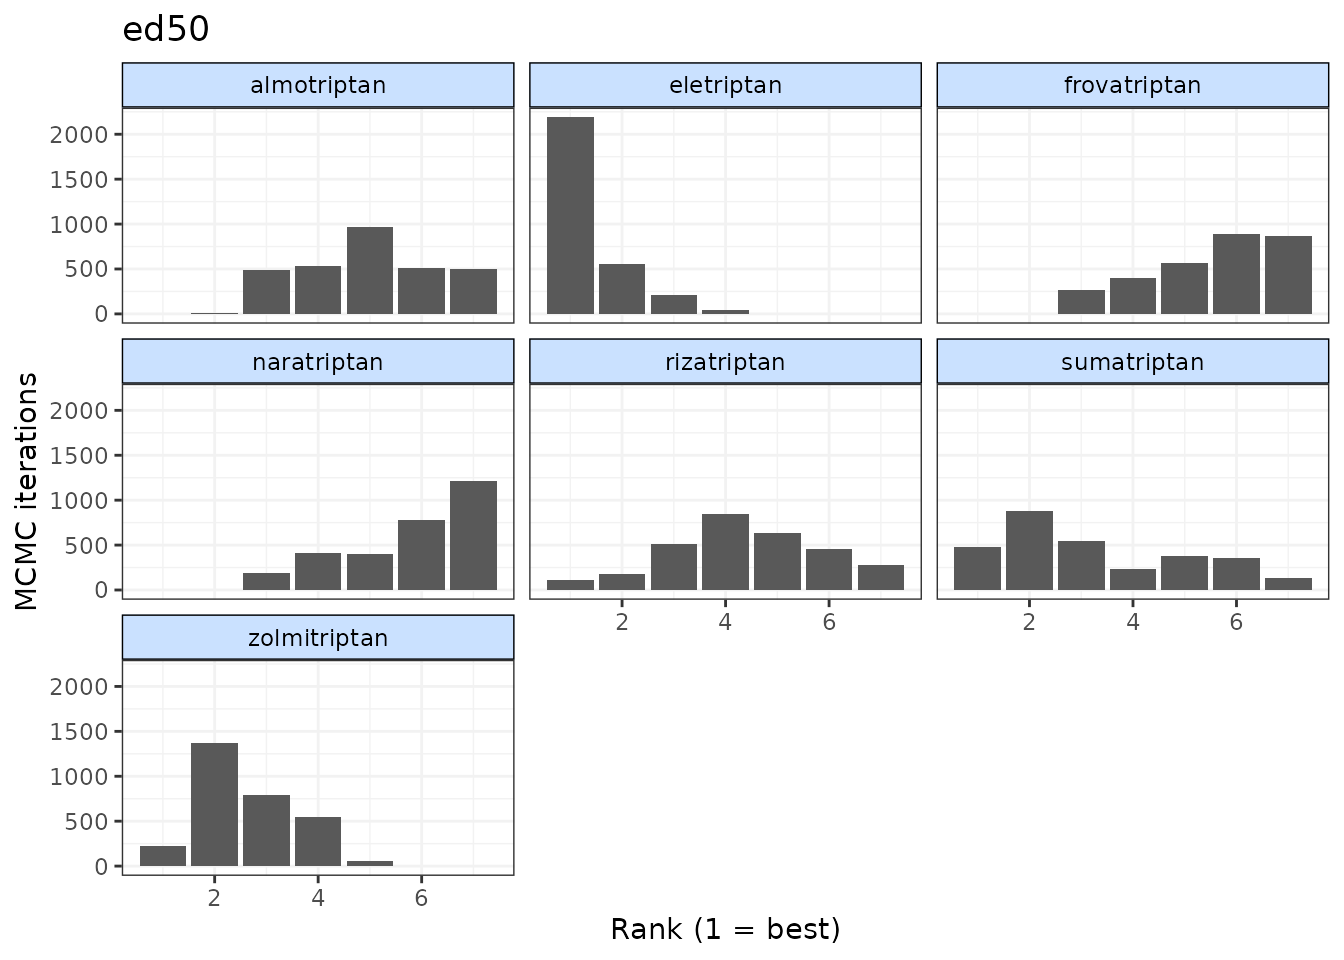 ed50
almotriptan eletriptan frovatriptan
2000
1500
1000
500
0
naratriptan rizatriptan sumatriptan
2000
1500
1000
500
0
2 4 6 2 4 6
zolmitriptan
2000
1500
1000
500
0
2 4 6
MCMC iterations
Rank (1 = best)